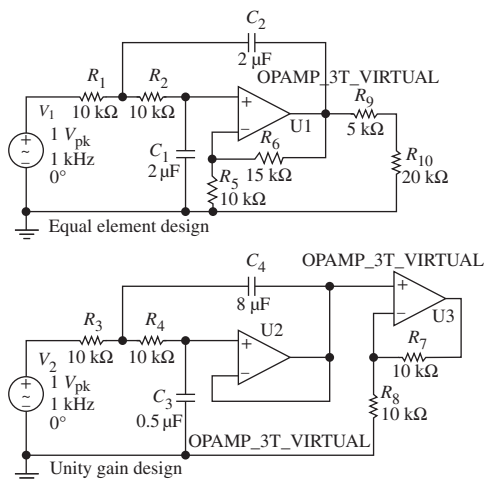 C2
2 μF
OPAMP_3T_VIRTUAL
R1
10 kΩ
R2
10 kΩ
V1
1 Vpk
1 kHz
0°
C1
2 μF
+
−
U1
R9
5 kΩ
R6
15 kΩ
R5
10 kΩ
R10
20 kΩ
+
~
−
Equal element design
C4
8 μF
OPAMP_3T_VIRTUAL
R3
10 kΩ
R4
10 kΩ
V2
1 Vpk
1 kHz
0°
+
~
−
C3
0.5 μF
+
−
U2
+
−
U3
R7
10 kΩ
R8
10 kΩ
OPAMP_3T_VIRTUAL
Unity gain design